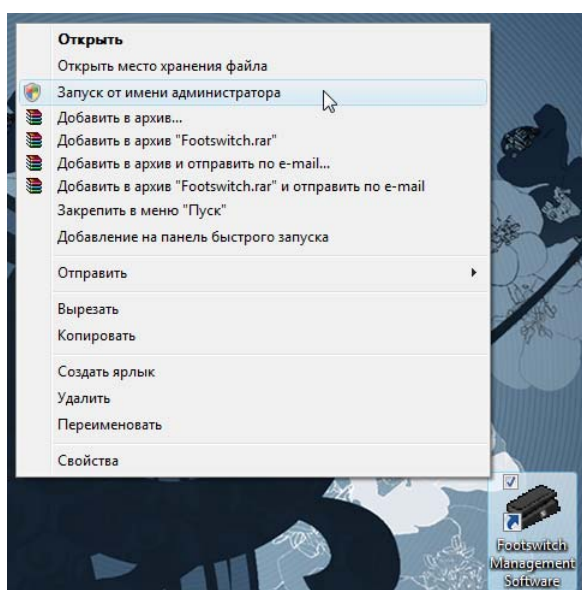 Открыть
Открыть место хранения файла
Запуск от имени администратора
Добавить в архив...
Добавить в архив "Footswitch.rar"
Добавить в архив и отправить по e-mail...
Добавить в архив "Footswitch.rar" и отправить по e-mail
Закрепить в меню "Пуск"
Добавление на панель быстрого запуска
Отправить
Вырезать
Копировать
Создать ярлык
Удалить
Переименовать
Свойства
Footswitch
Management
Software